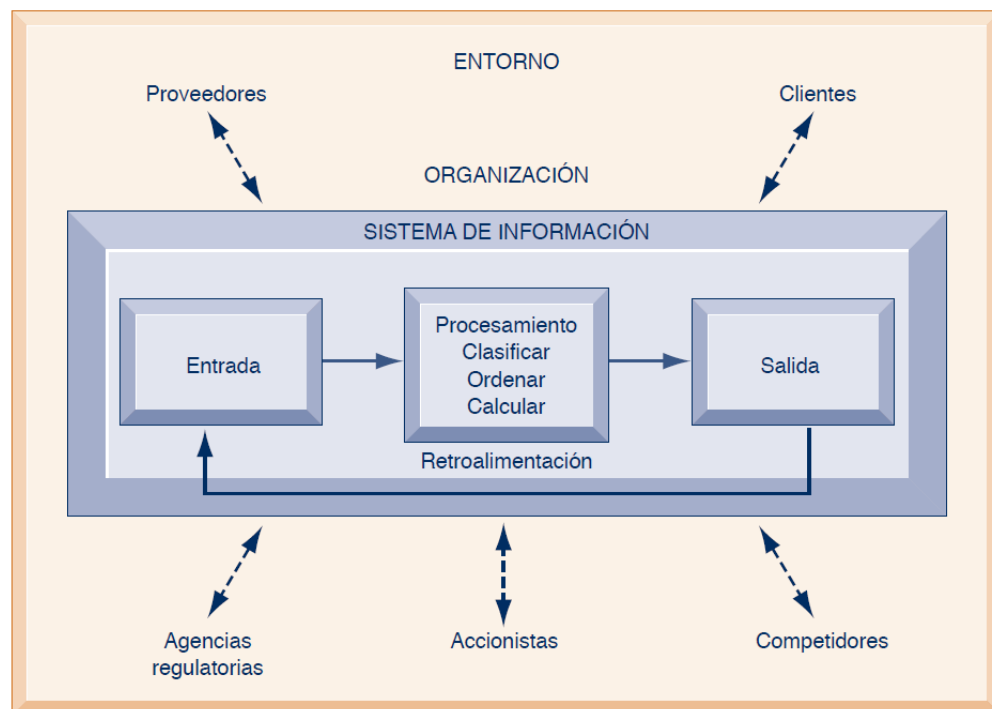 ENTORNO
Proveedores
Clientes
ORGANIZACIÓN
SISTEMA DE INFORMACIÓN
Entrada
Procesamiento
Clasificar
Ordenar
Calcular
Salida
Retroalimentación
Agencias
regulatorias
Accionistas
Competidores